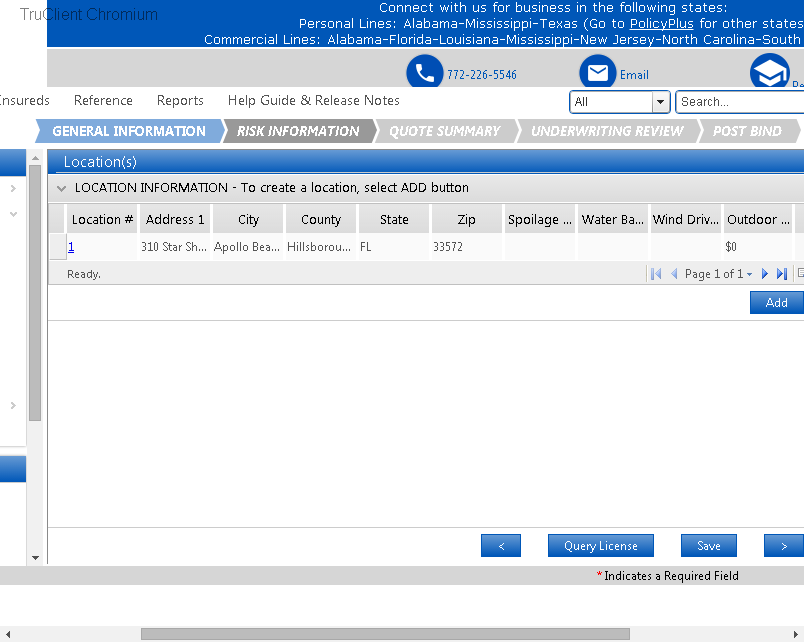 TruClient Chromium
Connect with us for business in the following states:
Personal Lines: Alabama-Mississippi-Texas (Go to PolicyPlus for other states
Commercial Lines: Alabama-Florida-Louisiana-Mississippi-New Jersey-North Carolina-South
772-226-5546 Email
Insureds Reference Reports Help Guide & Release Notes All Search...
GENERAL INFORMATION RISK INFORMATION QUOTE SUMMARY UNDERWRITING REVIEW POST BIND
Location(s)
LOCATION INFORMATION - To create a location, select ADD button
Location # Address 1 City County State Zip Spoilage ... Water Ba... Wind Driv... Outdoor ...
1 310 Star Sh... Apollo Bea... Hillsborou... FL 33572 $0
Ready. Page 1 of 1
Add
< Query License Save >
*Indicates a Required Field